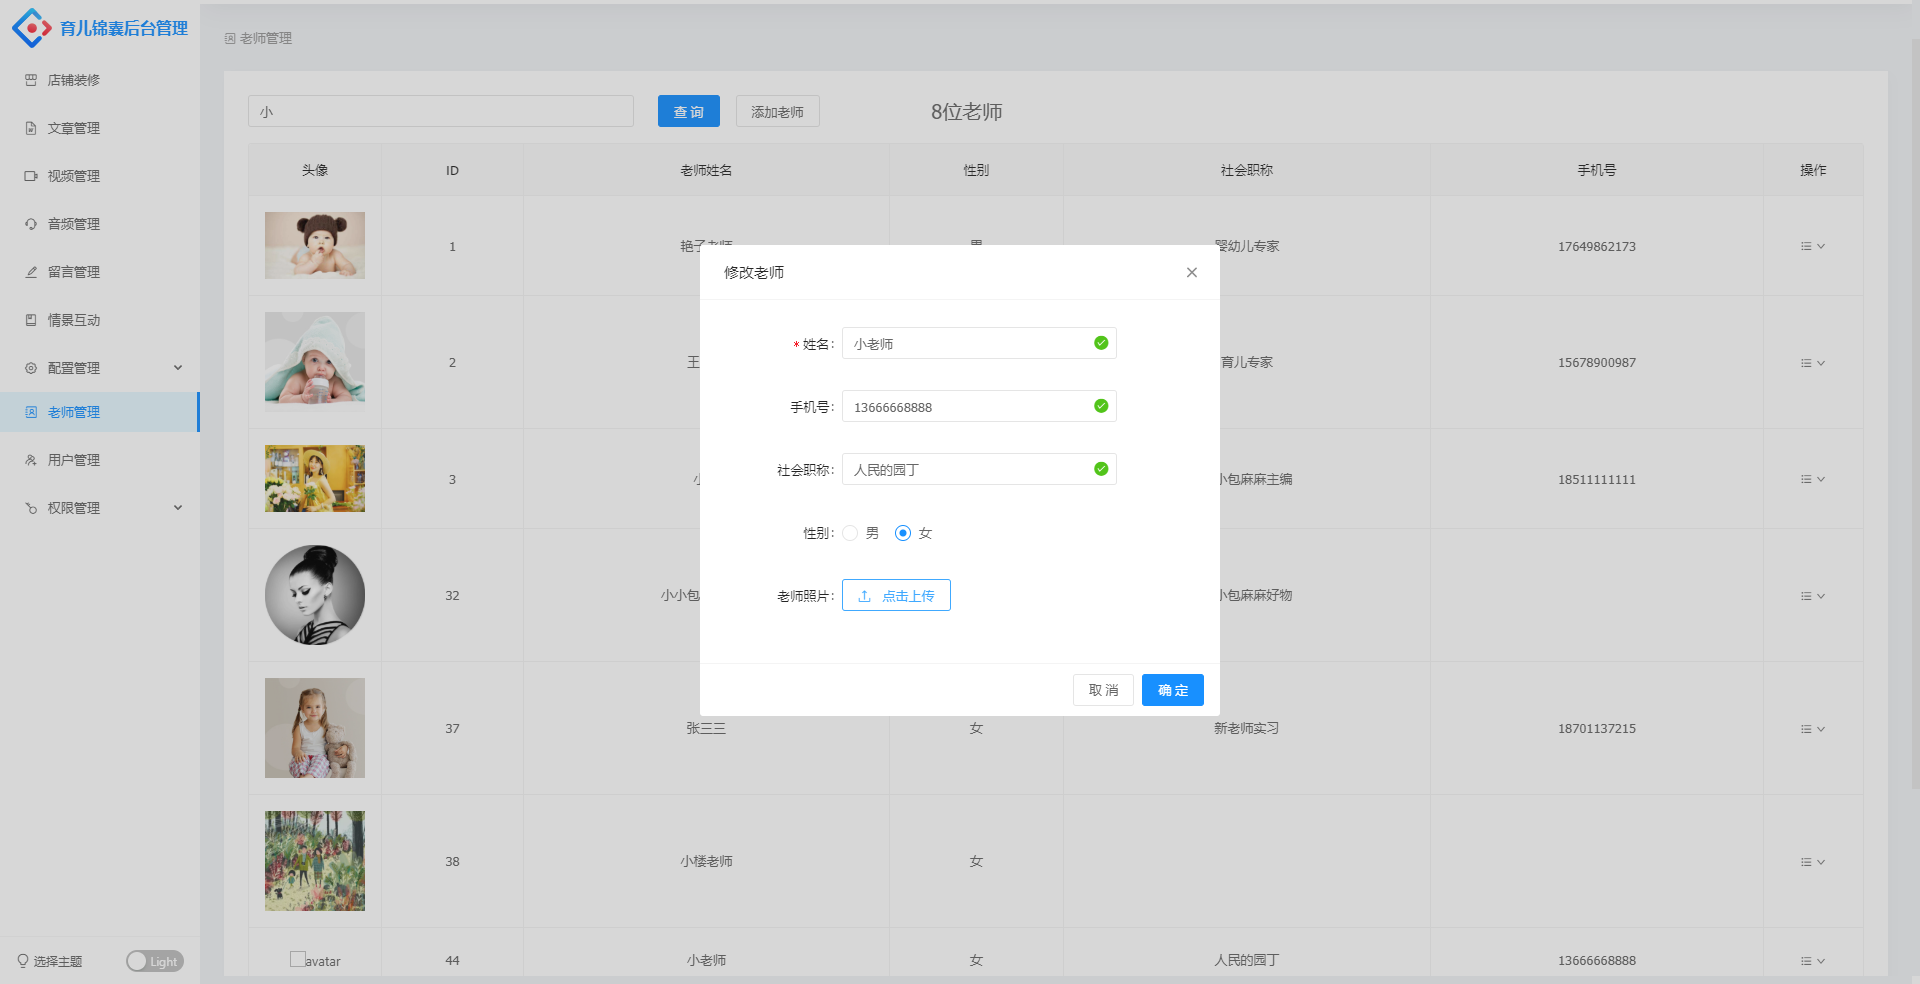 育儿锦囊后台管理
店铺装修
文章管理
视频管理
音频管理
留言管理
情景互动
配置管理
老师管理
用户管理
权限管理
选择主题
Light
老师管理
小
查 询
添加老师
8位老师
头像 ID 老师姓名 性别 社会职称 手机号 操作
1 艳子老师 男 婴幼儿专家 17649862173
2 王 育儿专家 15678900987
3 小包麻麻主编 18511111111
32 小小包 小包麻麻好物
37 张三三 女 新老师实习 18701137215
38 小楼老师 女
avatar 44 小老师 女 人民的园丁 13666668888
修改老师
* 姓名: 小老师
手机号: 13666668888
社会职称: 人民的园丁
性别: 男 女
老师照片: 点击上传
取 消
确 定